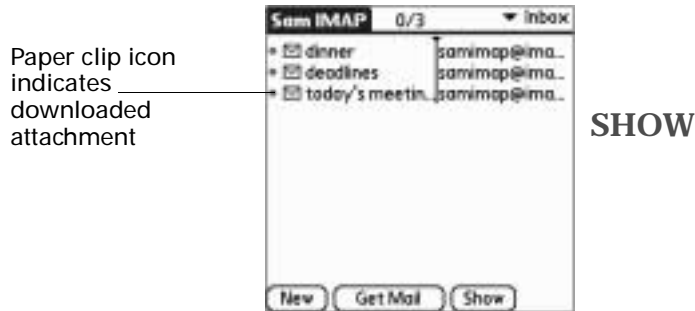 Sam IMAP 0/3 Inbox
dinner samimap@ima...
deadlines samimap@ima...
today's meetin... samimap@ima...
Paper clip icon
indicates
downloaded
attachment
SHOW
New Get Mail Show